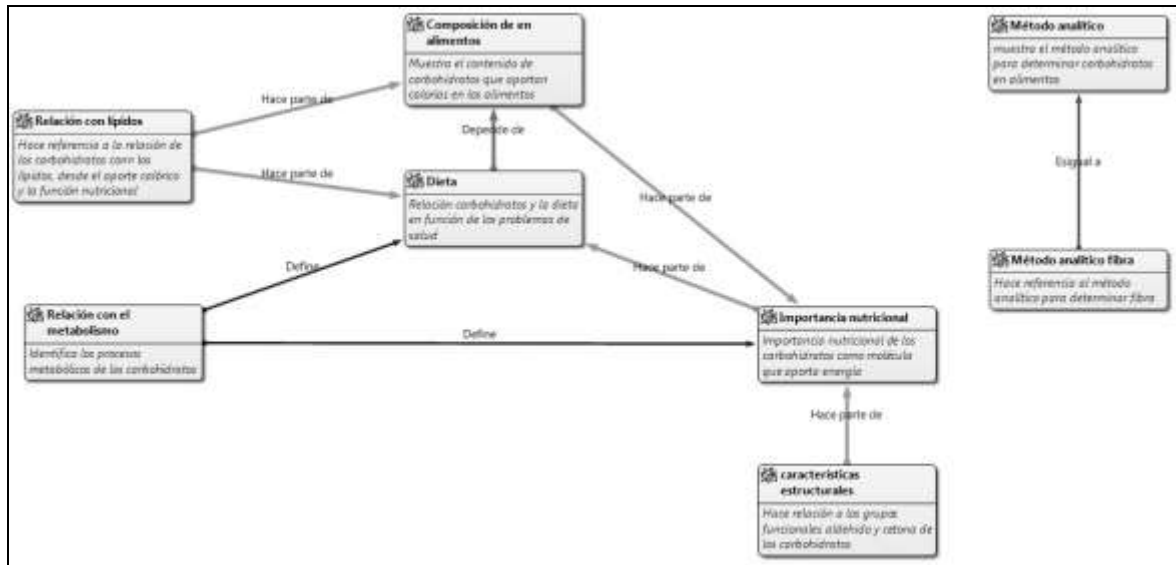 Composición de en
alimentos
Muestra el contenido de
carbohidratos que aportan
calorías en los alimentos
Método analítico
muestra el método analítico
para determinar carbohidratos
en alimentos
Hace parte de
Relación con lípidos
Hace referencia a la relación de
los carbohidratos conn los
lípidos, desde el aporte calórico
y la función nutricional
Depende de
Es igual a
Hace parte de
Dieta
Relación carbohidratos y la dieta
en función de los problemas de
salud
Hace parte de
Define
Hace parte de
Método analítico fibra
Hace referencia al método
analítico para determinar fibra
Relación con el
metabolismo
Identifica los procesos
metabólicos de los carbohidratos
Define
Importancia nutricional
Importancia nutricional de los
carbohidratos como molécula
que aporta energía
Hace parte de
características
estructurales
Hace relación a los grupos
funcionales aldehído y cetona de
los carbohidratos